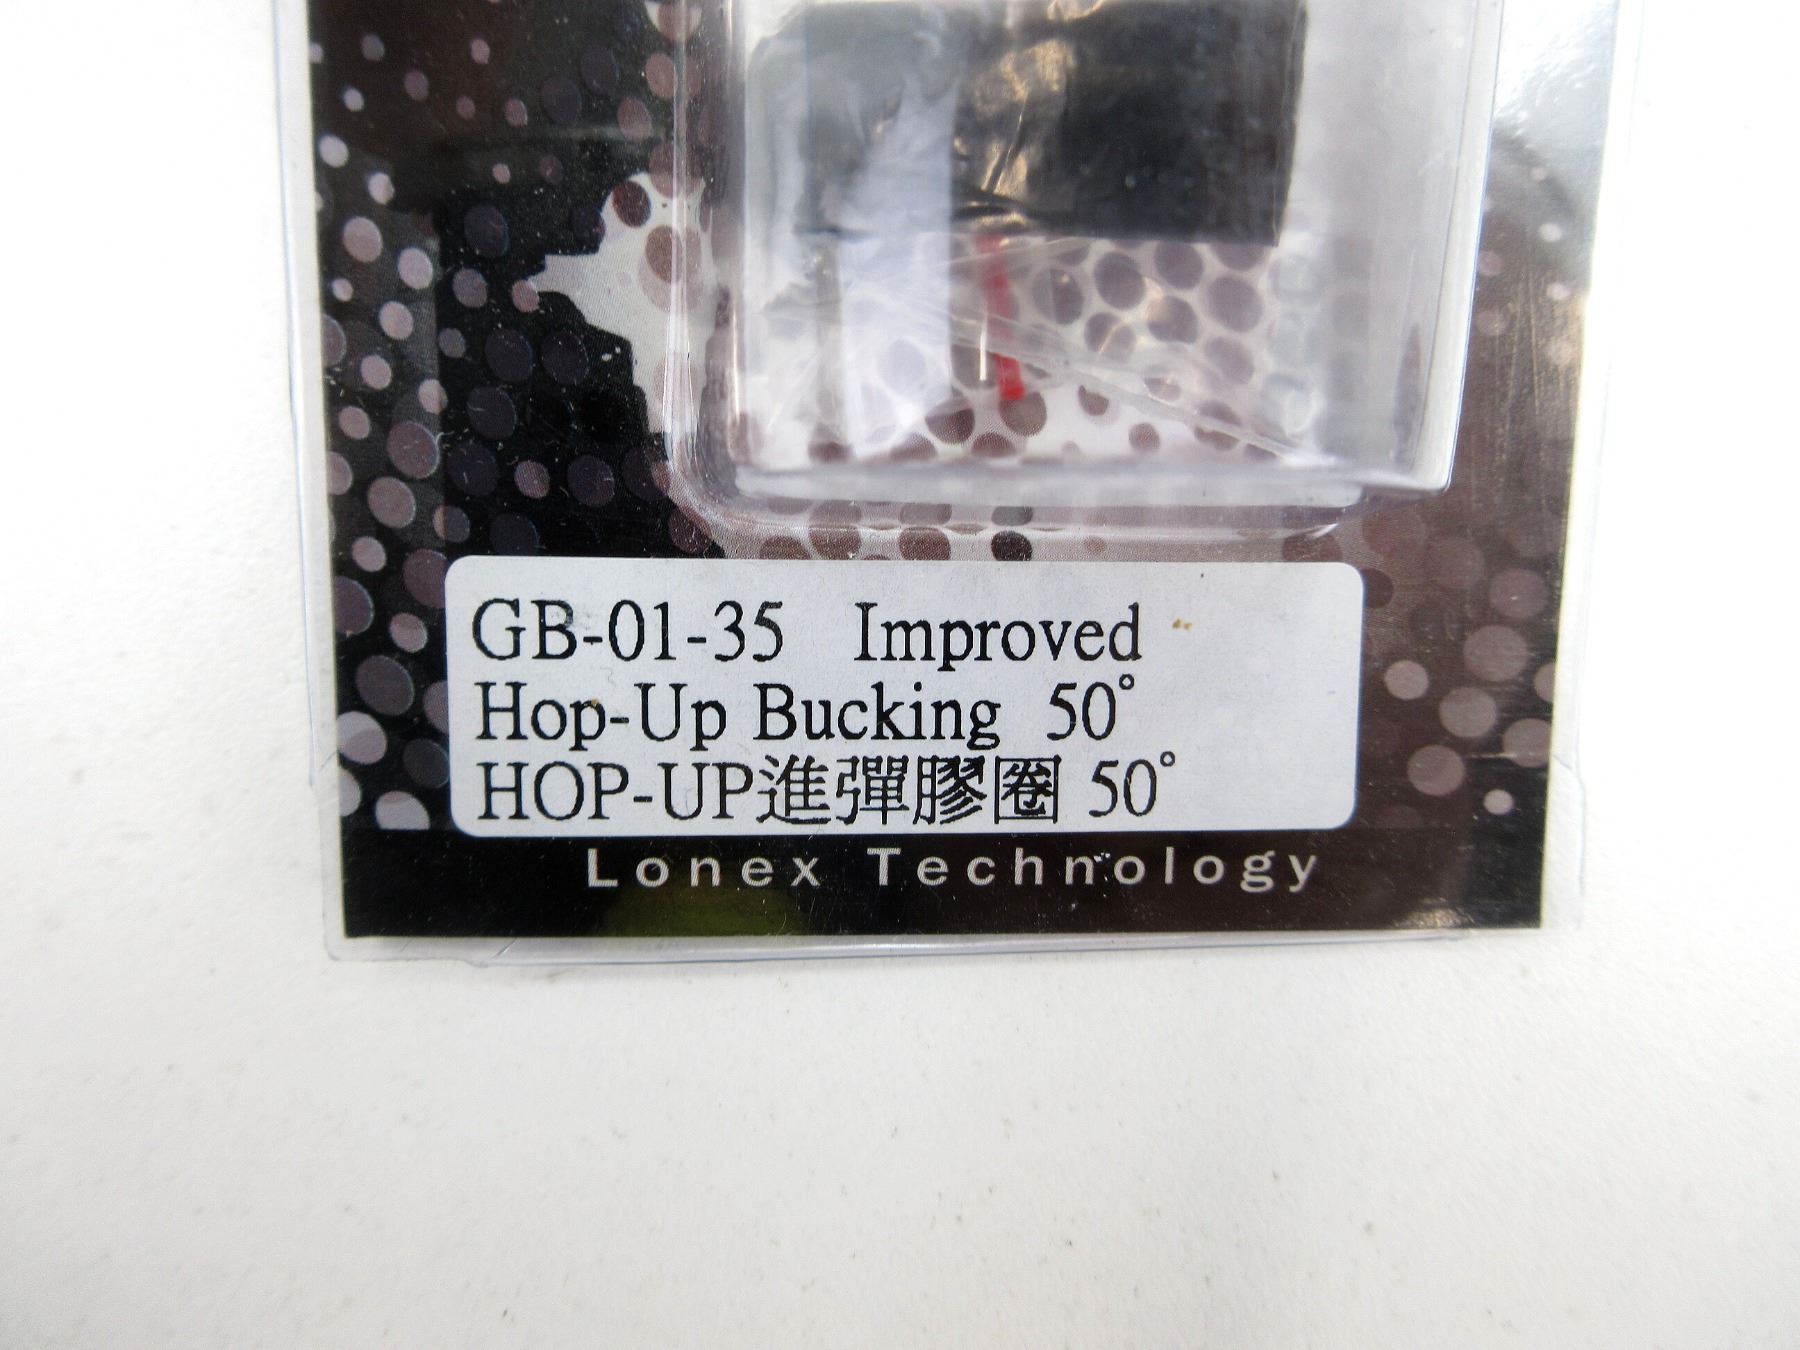 GB-01-35 Improved
Hop-Up Bucking 50°
HOP-UP進彈膠圈 50°
Lonex Technology